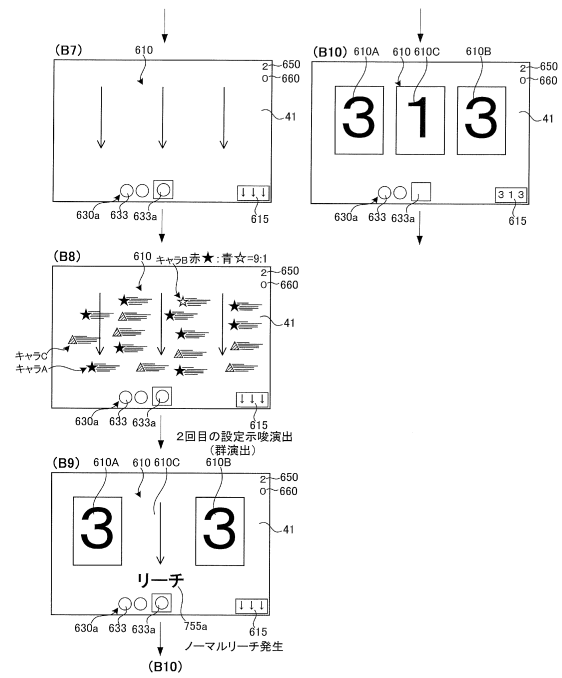 (B7)
610
2 650
0 660
41
630a 633 633a
↓↓↓
615
(B8)
610
キャラB 赤★:青☆=9:1
2 650
0 660
41
キャラC
キャラA
630a 633 633a
↓↓↓
615
2回目の設定示唆演出
(群演出)
(B9)
610A 610 610C 610B
2 650
0 660
3 3
41
リーチ
630a 633 633a 755a
↓↓↓
615
ノーマルリーチ発生
(B10)
(B10)
610A 610 610C 610B
2 650
0 660
3 1 3
41
630a 633 633a
3 1 3
615